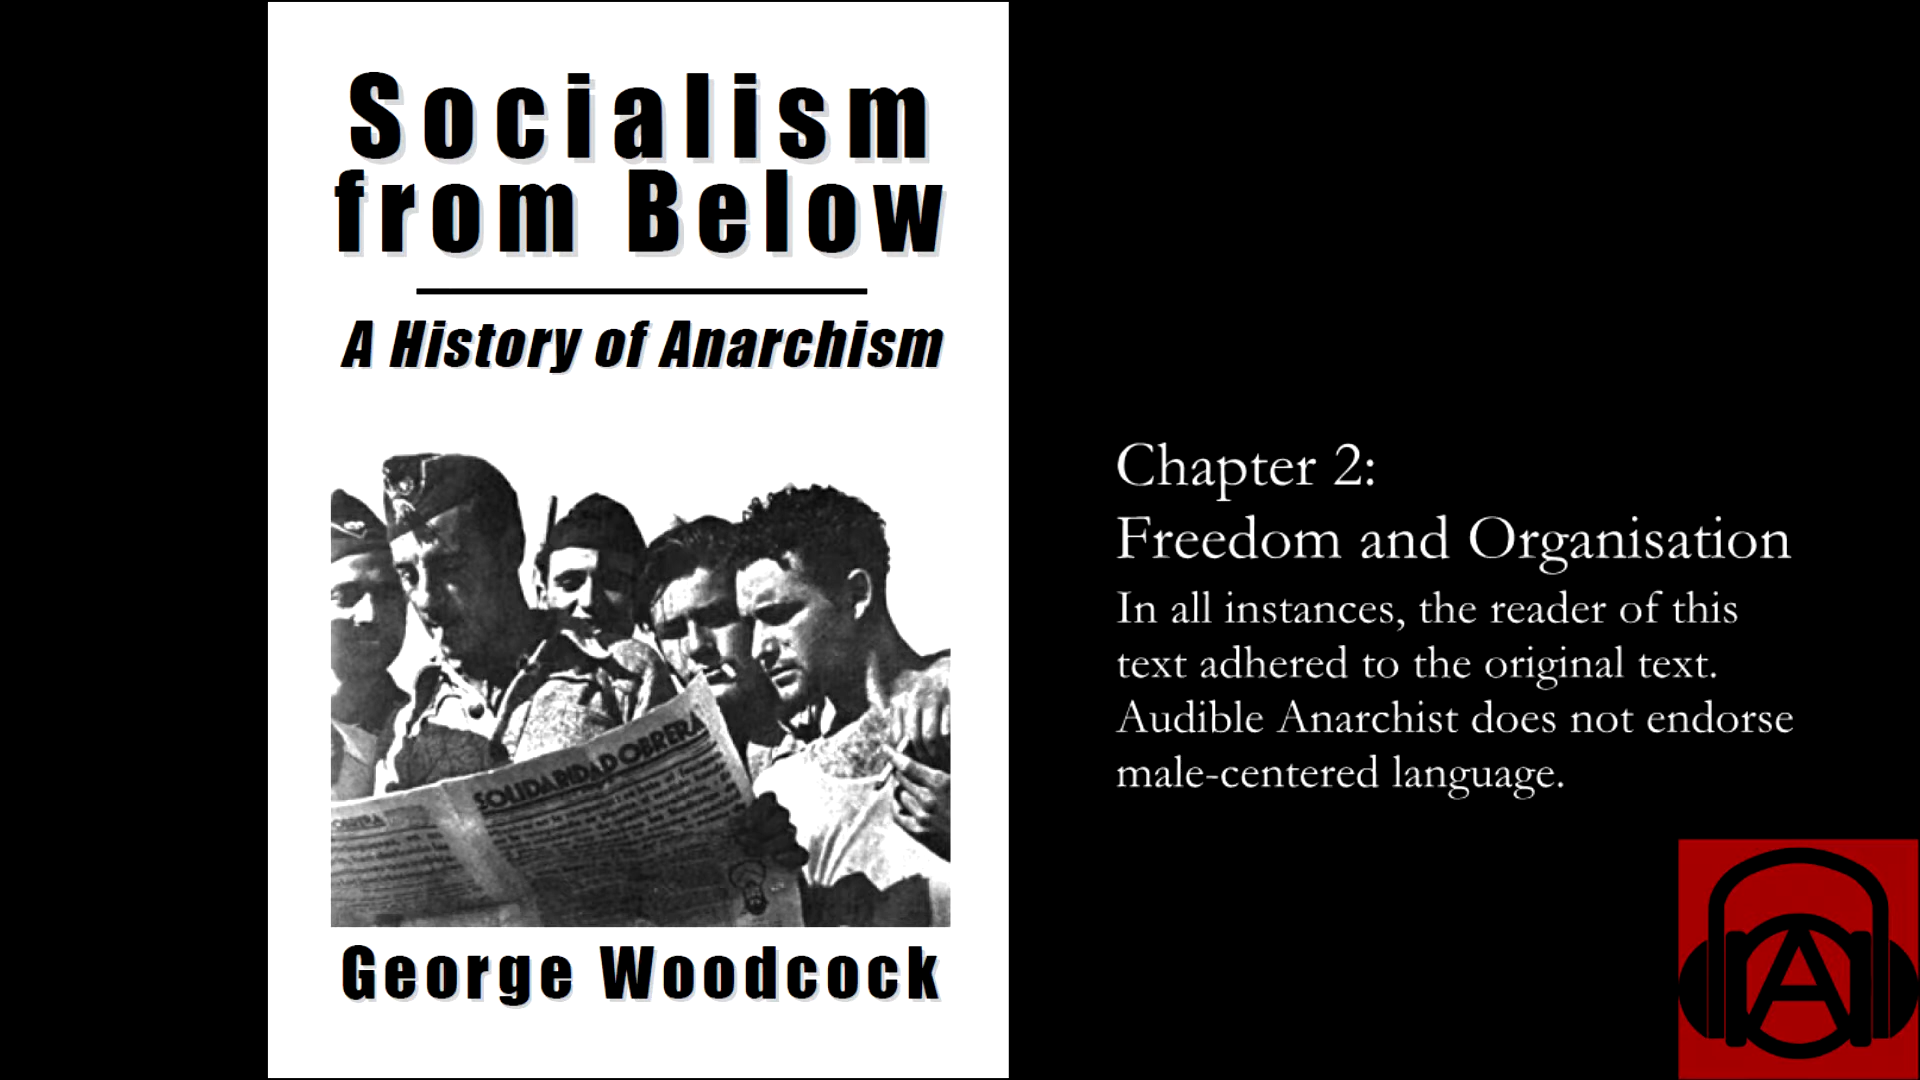 Socialism
from Below
A History of Anarchism
SOLIDARIDAD OBRERA
George Woodcock
Chapter 2:
Freedom and Organisation
In all instances, the reader of this
text adhered to the original text.
Audible Anarchist does not endorse
male-centered language.